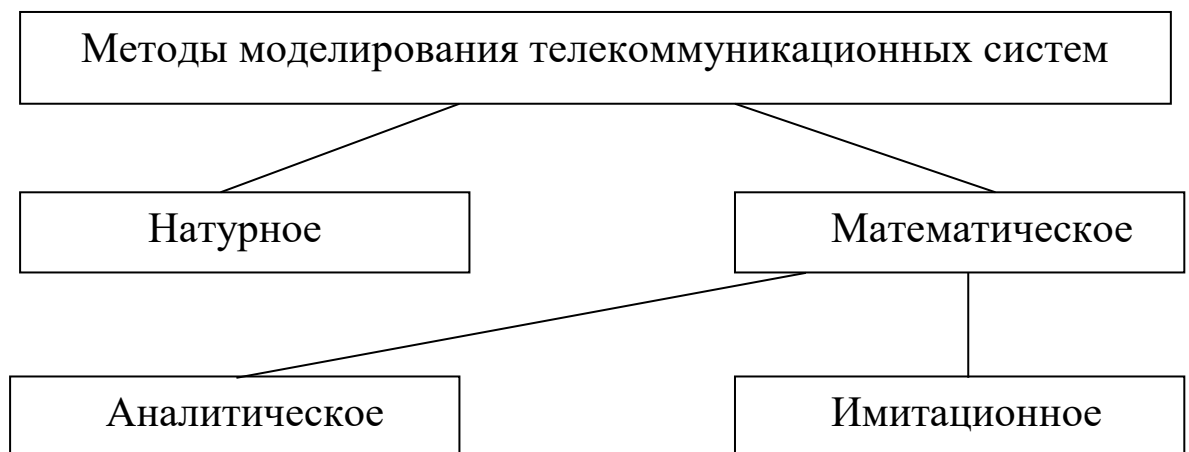 Методы моделирования телекоммуникационных систем
Натурное
Математическое
Аналитическое
Имитационное